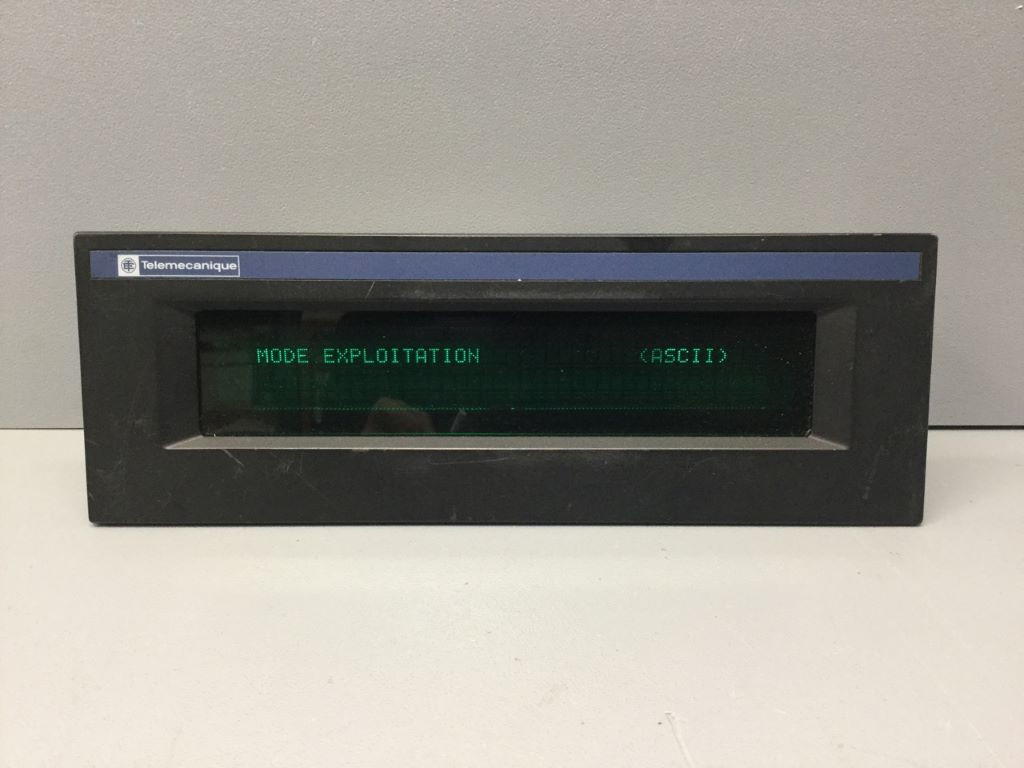 Telemecanique
MODE EXPLOITATION (ASCII)